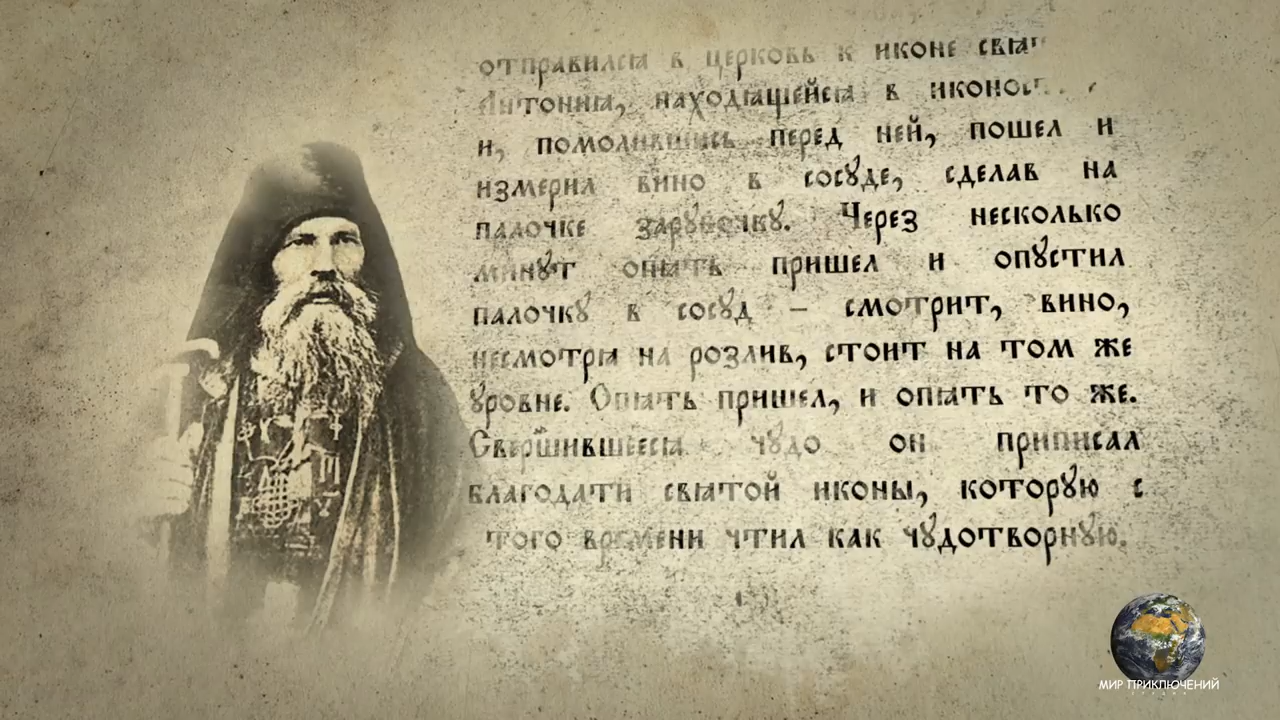 отправился в церковь к иконе
Антония, находящейся в
и, помолившись перед ней, пошел и
измерил вино в сосуде, сделав на
палочке зарубочку. Через несколько
минут опять пришел и опустил
палочку в сосуд – смотрит, вино,
несмотря на розлив, стоит на том же
уровне. Опять пришел, и опять то же.
Свершившееся чудо он приписал
благодати святой иконы, которую с
того времени чтил как чудотворную.
МИР ПРИКЛЮЧЕНИЙ